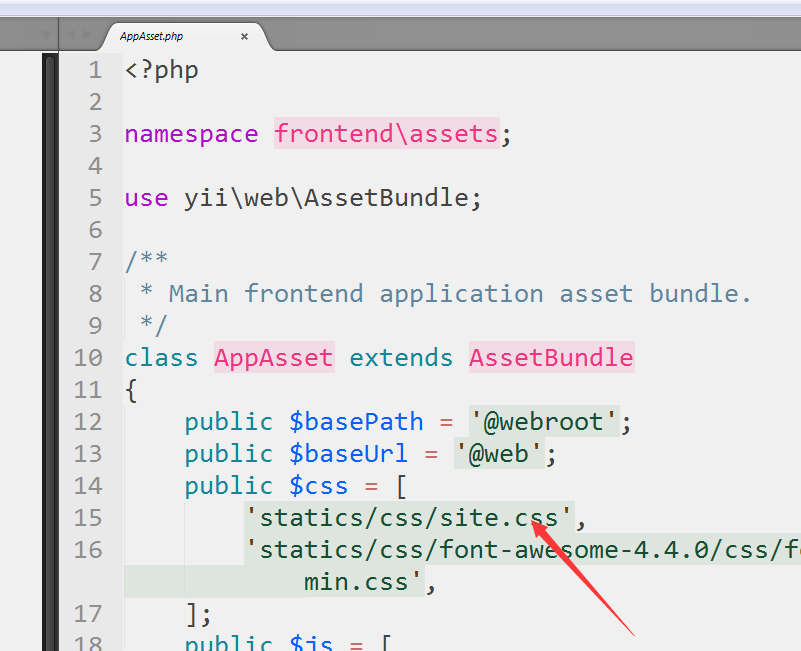 AppAsset.php ×
1 <?php
2
3 namespace frontend\assets;
4
5 use yii\web\AssetBundle;
6
7 /**
8  * Main frontend application asset bundle.
9  */
10 class AppAsset extends AssetBundle
11 {
12     public $basePath = '@webroot';
13     public $baseUrl = '@web';
14     public $css = [
15         'statics/css/site.css',
16         'statics/css/font-awesome-4.4.0/css/
            min.css',
17     ];
18     public $js = [